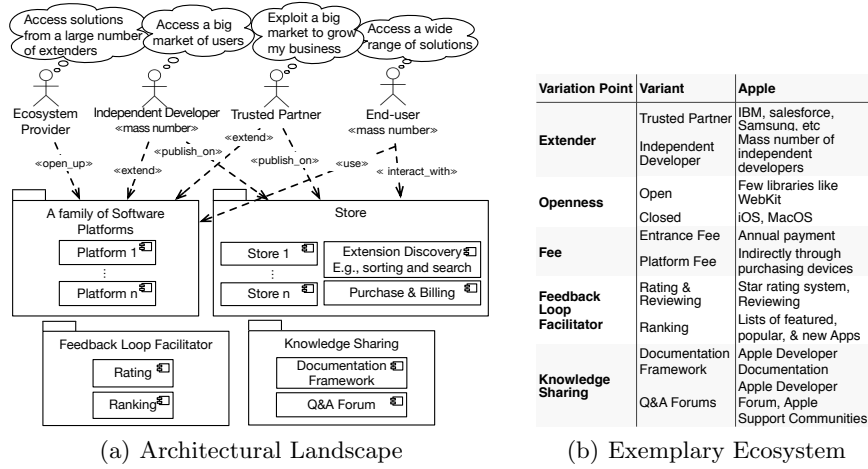 Access solutions
from a large number
of extenders
Access a big
market of users
Exploit a big
market to grow
my business
Access a wide
range of solutions
Ecosystem
Provider
Independent Developer
«mass number»
Trusted Partner
End-user
«mass number»
«open_up»
«extend»
«publish_on»
«extend»
«publish_on»
«use»
« interact_with»
A family of Software
Platforms
Platform 1
⋮
Platform n
Store
Store 1
⋮
Store n
Extension Discovery
E.g., sorting and search
Purchase & Billing
Feedback Loop Facilitator
Rating
Ranking
Knowledge Sharing
Documentation
Framework
Q&A Forum
(a) Architectural Landscape
Variation Point Variant Apple
Extender
Trusted Partner
IBM, salesforce,
Samsung, etc
Independent
Developer
Mass number of
independent
developers
Openness
Open
Few libraries like
WebKit
Closed
iOS, MacOS
Fee
Entrance Fee
Annual payment
Platform Fee
Indirectly through
purchasing devices
Feedback
Loop
Facilitator
Rating &
Reviewing
Star rating system,
Reviewing
Ranking
Lists of featured,
popular, & new Apps
Knowledge
Sharing
Documentation
Framework
Apple Developer
Documentation
Q&A Forums
Apple Developer
Forum, Apple
Support Communities
(b) Exemplary Ecosystem